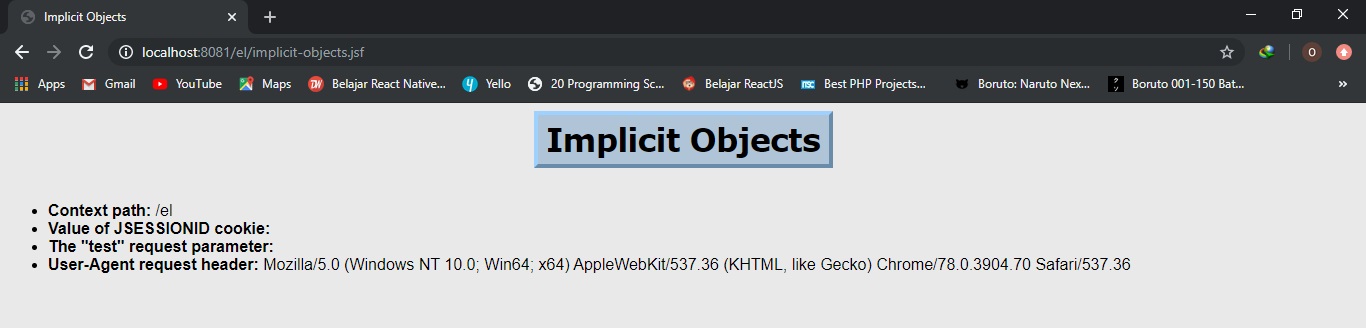 Implicit Objects
localhost:8081/el/implicit-objects.jsf
O
Apps Gmail YouTube Maps Belajar React Native... Yello 20 Programming Sc... Belajar ReactJS Best PHP Projects... Boruto: Naruto Nex... Boruto 001-150 Bat... »
Implicit Objects
• Context path: /el
• Value of JSESSIONID cookie:
• The "test" request parameter:
• User-Agent request header: Mozilla/5.0 (Windows NT 10.0; Win64; x64) AppleWebKit/537.36 (KHTML, like Gecko) Chrome/78.0.3904.70 Safari/537.36